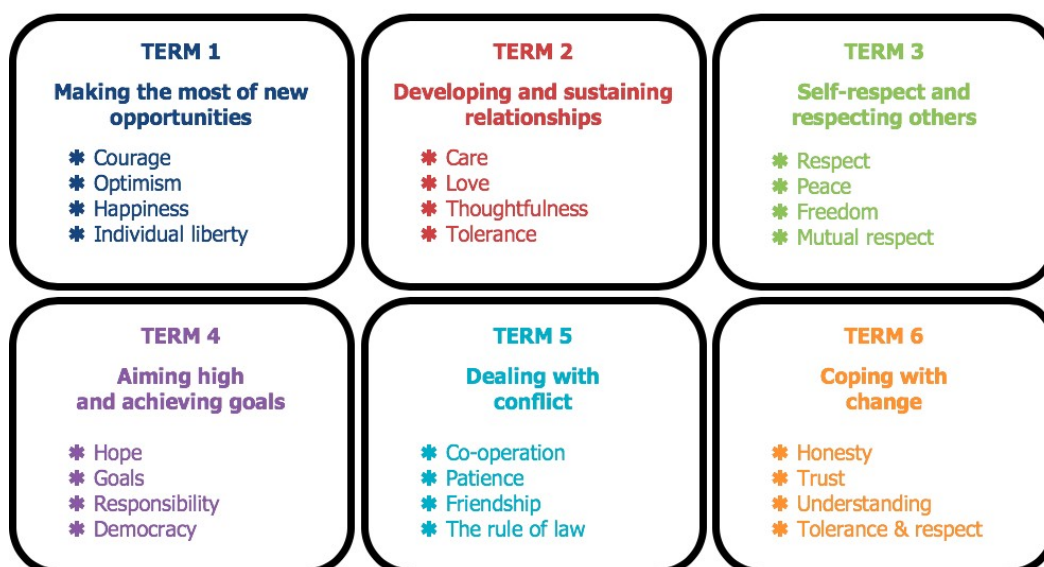 TERM 1
Making the most of new
opportunities
✱ Courage
✱ Optimism
✱ Happiness
✱ Individual liberty
TERM 2
Developing and sustaining
relationships
✱ Care
✱ Love
✱ Thoughtfulness
✱ Tolerance
TERM 3
Self-respect and
respecting others
✱ Respect
✱ Peace
✱ Freedom
✱ Mutual respect
TERM 4
Aiming high
and achieving goals
✱ Hope
✱ Goals
✱ Responsibility
✱ Democracy
TERM 5
Dealing with
conflict
✱ Co-operation
✱ Patience
✱ Friendship
✱ The rule of law
TERM 6
Coping with
change
✱ Honesty
✱ Trust
✱ Understanding
✱ Tolerance & respect